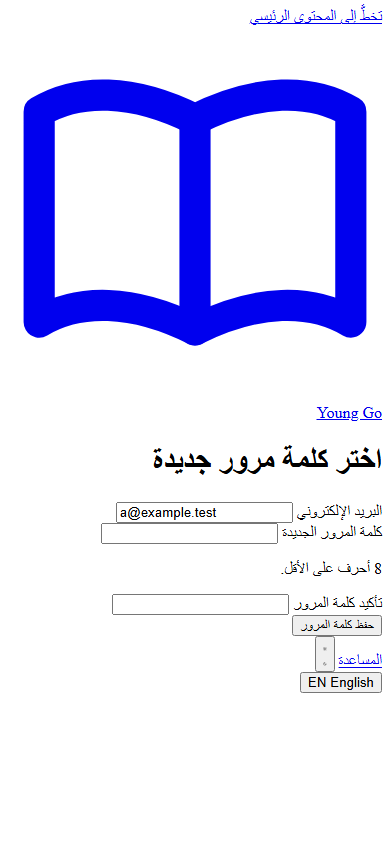 تخطَّ إلى المحتوى الرئيسي
Young Go
اختر كلمة مرور جديدة
البريد الإلكتروني a@example.test
كلمة المرور الجديدة
8 أحرف على الأقل.
تأكيد كلمة المرور
حفظ كلمة المرور
المساعدة
EN English